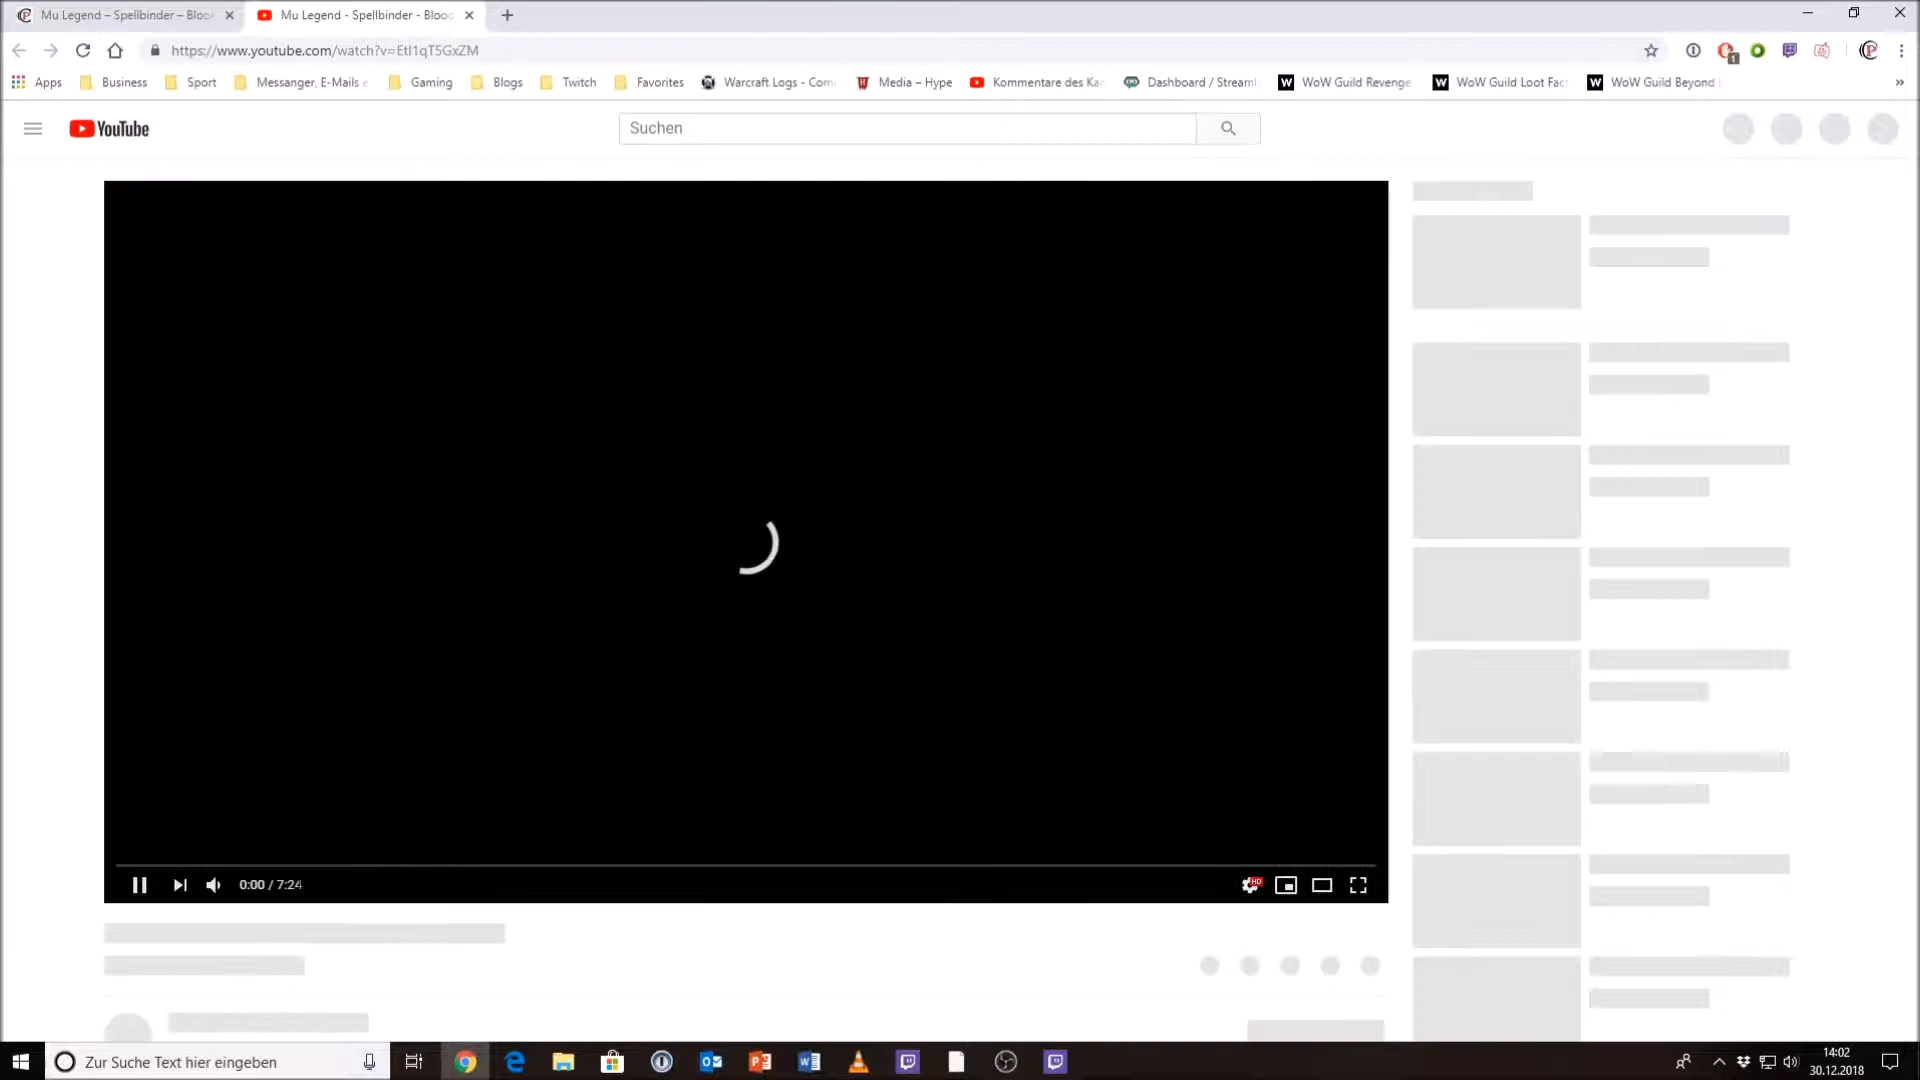 Mu Legend – Spellbinder – Bloo
Mu Legend - Spellbinder - Bloo
https://www.youtube.com/watch?v=Etl1qT5GxZM
1
Apps Business Sport Messanger, E-Mails e Gaming Blogs Twitch Favorites Warcraft Logs - Com Media – Hype Kommentare des Ka Dashboard / Streaml WoW Guild Revenge WoW Guild Loot Fac WoW Guild Beyond »
YouTube
Suchen
0:00 / 7:24
HD
Zur Suche Text hier eingeben
14:02
30.12.2018